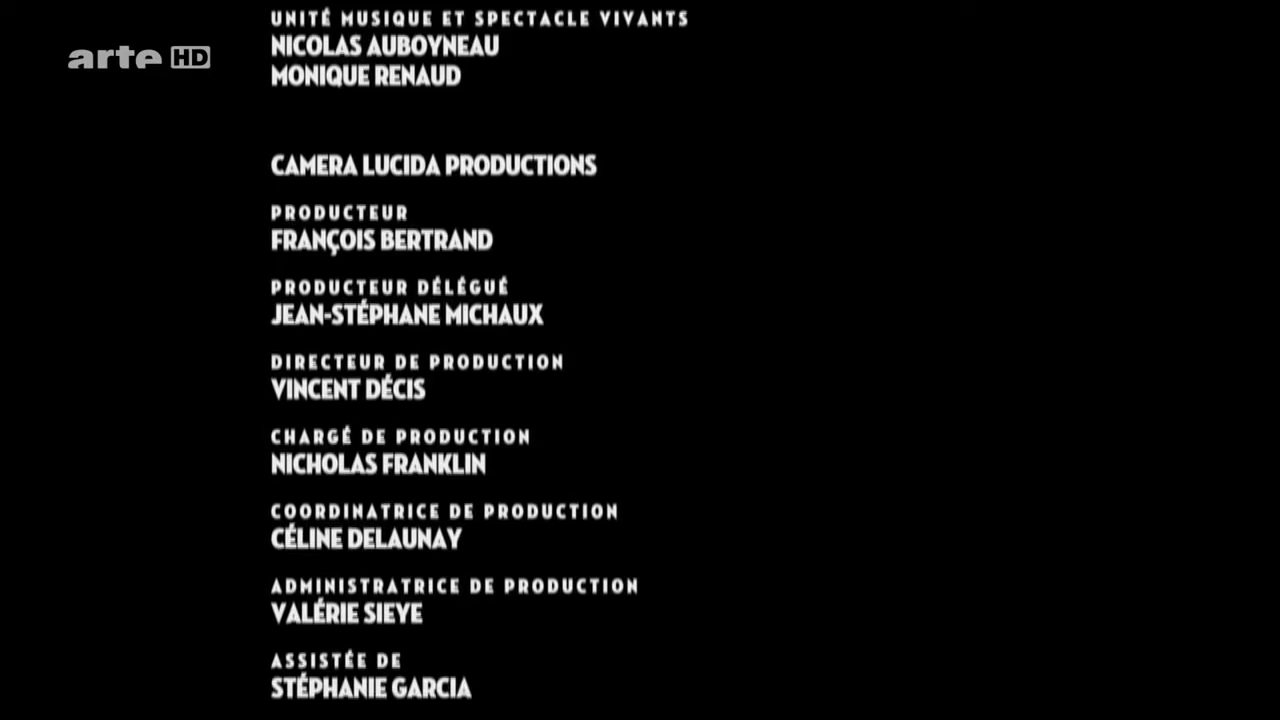 UNITÉ MUSIQUE ET SPECTACLE VIVANTS
arte HD
NICOLAS AUBOYNEAU
MONIQUE RENAUD
CAMERA LUCIDA PRODUCTIONS
PRODUCTEUR
FRANÇOIS BERTRAND
PRODUCTEUR DÉLÉGUÉ
JEAN-STÉPHANE MICHAUX
DIRECTEUR DE PRODUCTION
VINCENT DÉCIS
CHARGÉ DE PRODUCTION
NICHOLAS FRANKLIN
COORDINATRICE DE PRODUCTION
CÉLINE DELAUNAY
ADMINISTRATRICE DE PRODUCTION
VALÉRIE SIEYE
ASSISTÉE DE
STÉPHANIE GARCIA